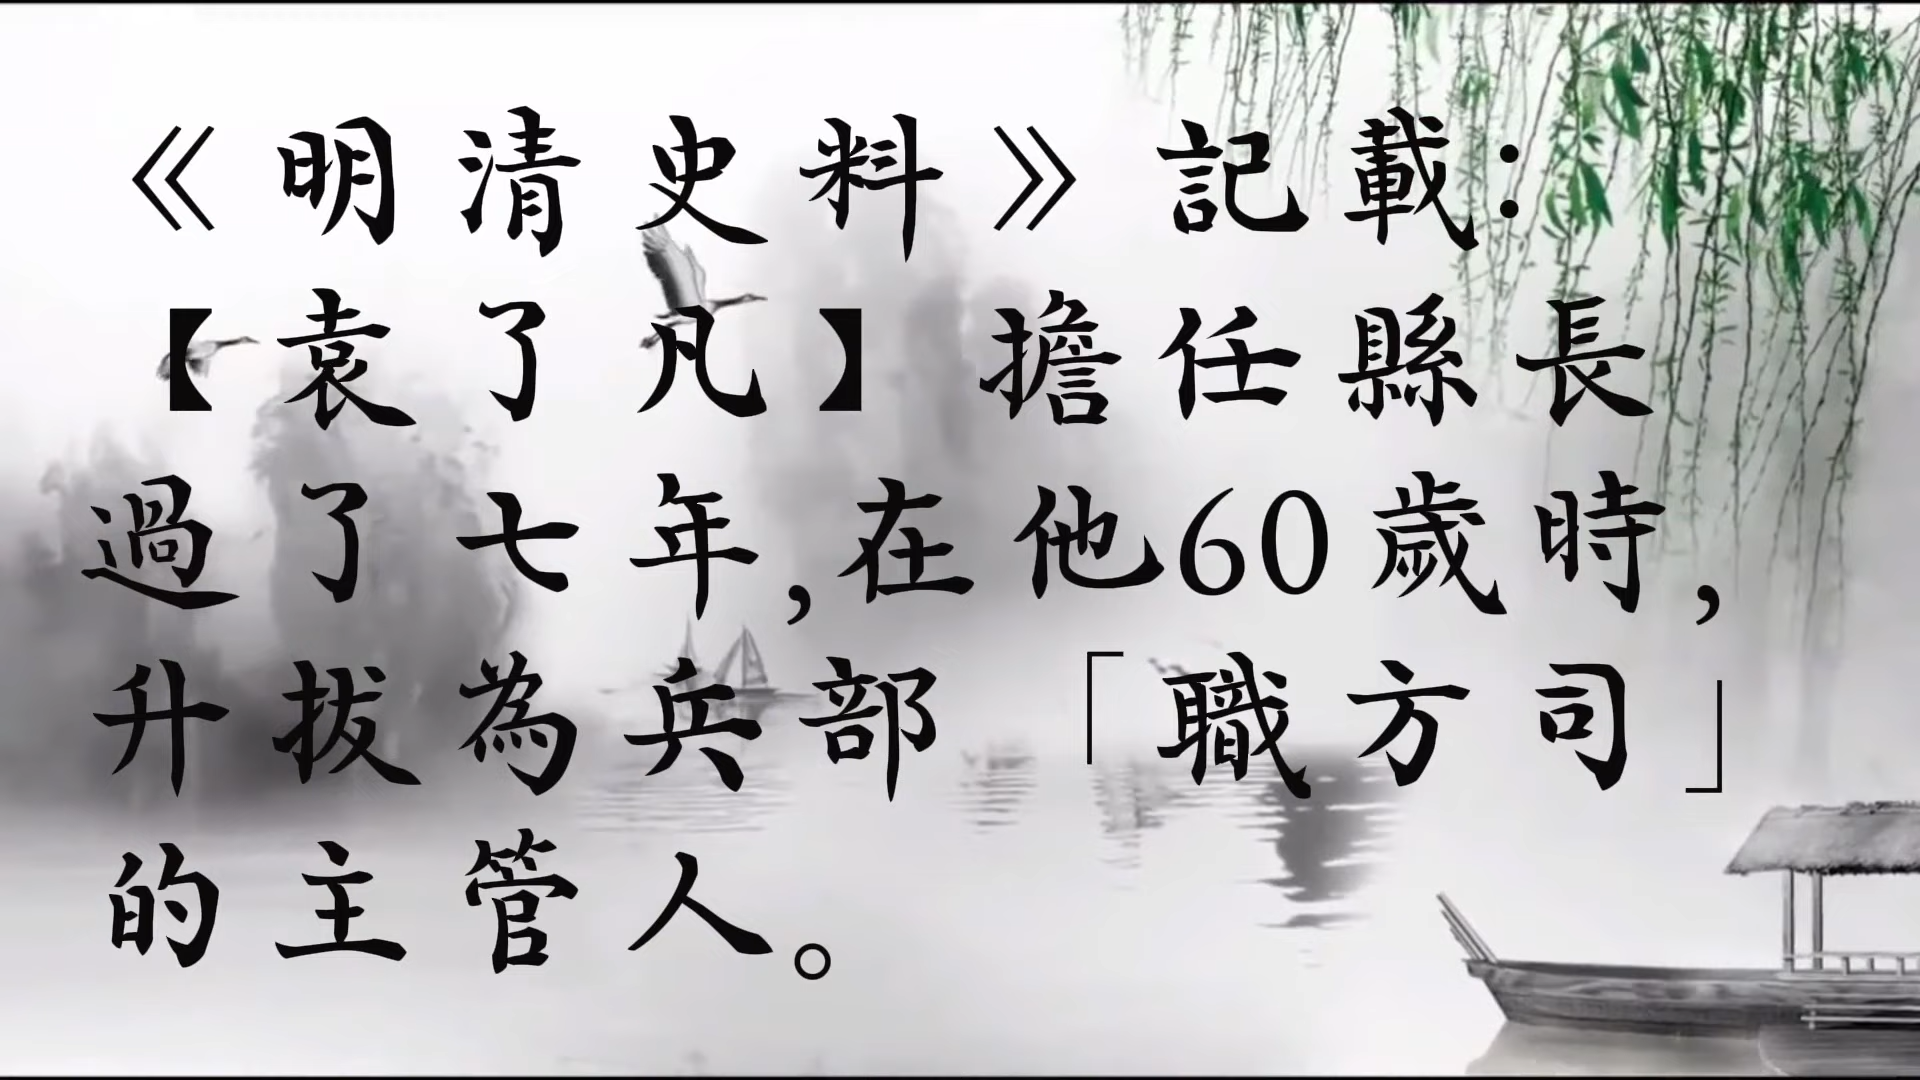 《明清史料》記載:
【袁了凡】擔任縣長
過了七年,在他60歲時,
升拔為兵部「職方司」
的主管人。